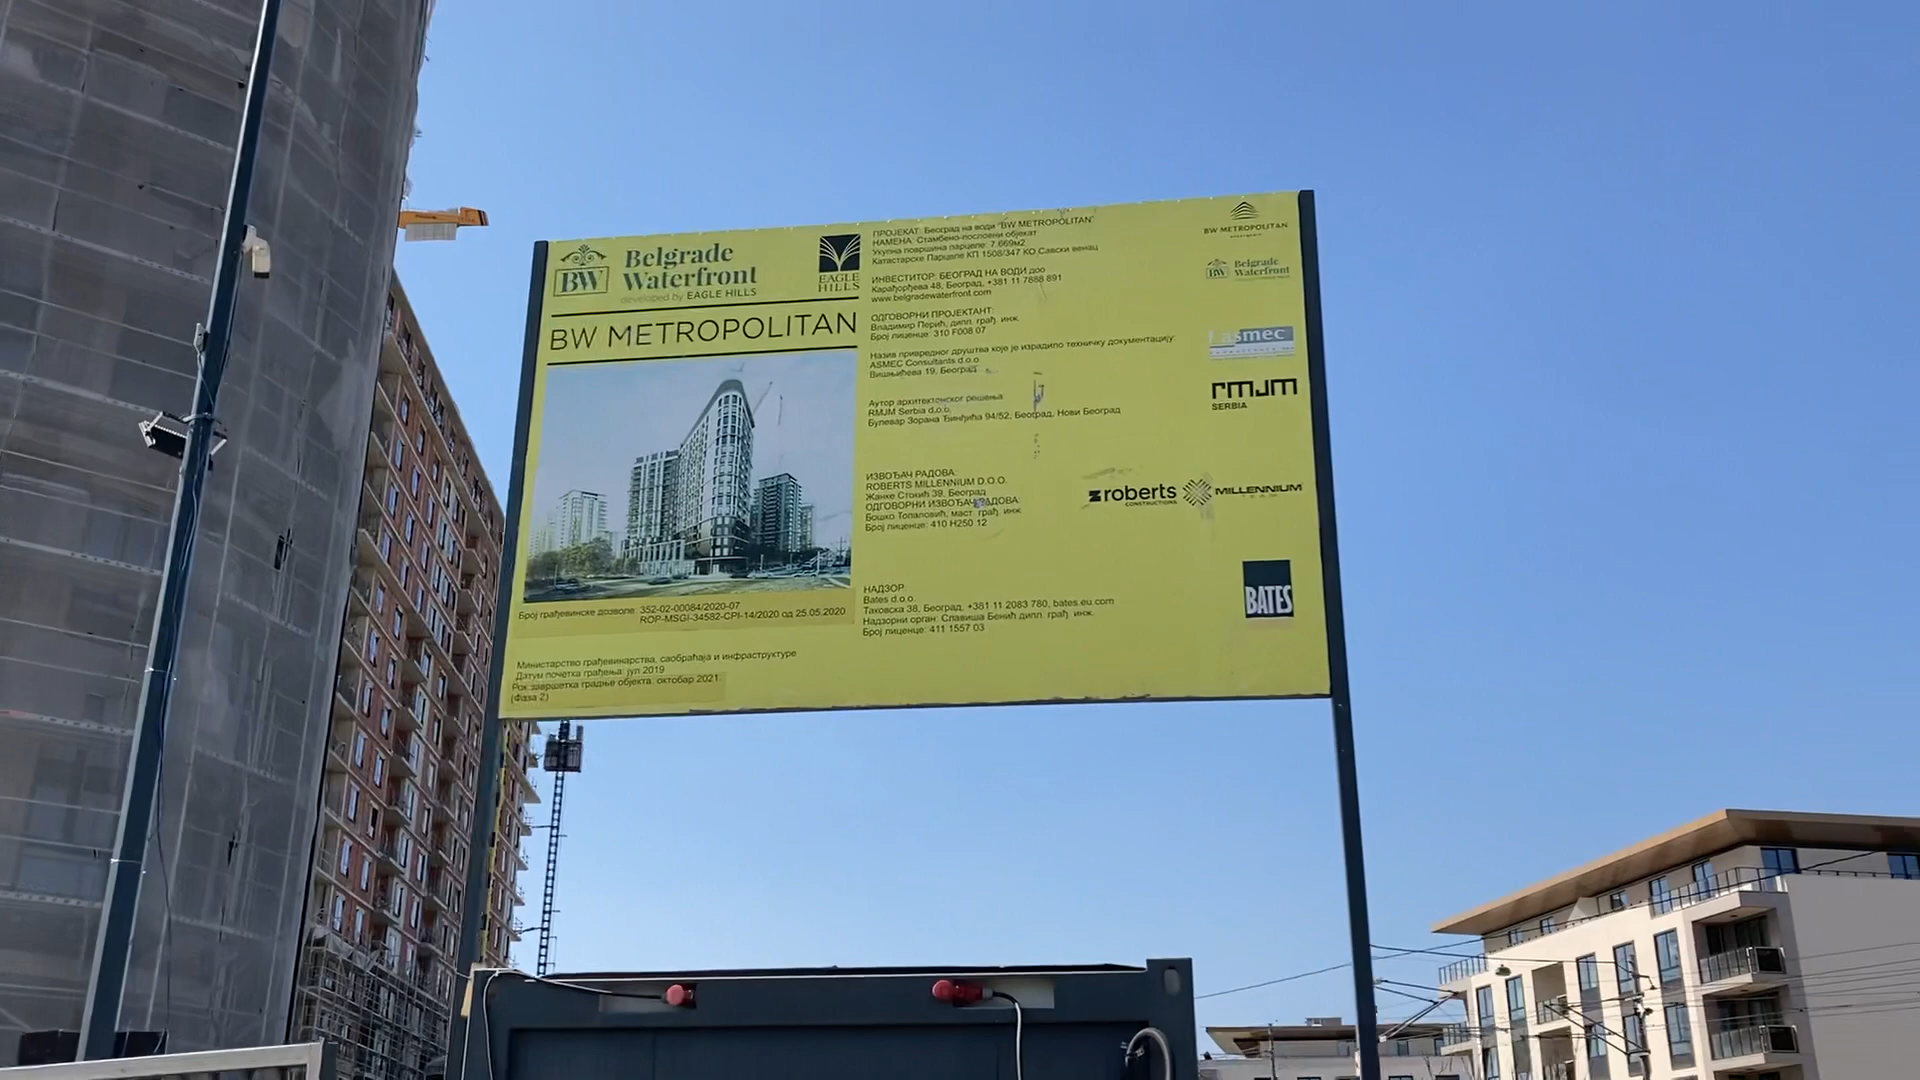 BW
Belgrade
Waterfront
developed by EAGLE HILLS
EAGLE
HILLS
BW METROPOLITAN
Број грађевинске дозволе: 352-02-00084/2020-07
ROP-MSGI-34582-CPI-14/2020 од 25.05.2020
Министарство грађевинарства, саобраћаја и инфраструктуре
Датум почетка грађења: јул 2019
Рок завршетка градње објекта: октобар 2021.
(Фаза 2)
ПРОЈЕКАТ: Београд на води "BW METROPOLITAN"
НАМЕНА: Стамбено-пословни објекат
Укупна површина парцеле: 7.669м2
Катастарске Парцеле КП 1508/347 КО Савски венац
ИНВЕСТИТОР: БЕОГРАД НА ВОДИ доо
Карађорђева 48, Београд, +381 11 7888 891
www.belgradewaterfront.com
ОДГОВОРНИ ПРОЈЕКТАНТ:
Владимир Перић, дипл. грађ. инж.
Број лиценце: 310 F008 07
Назив привредног друштва које је израдило техничку документацију:
ASMEC Consultants d.o.o
Вишњићева 19, Београд
Аутор архитектонског решења
RMJM Serbia d.o.o.
Булевар Зорана Ђинђића 94/52, Београд, Нови Београд
ИЗВОЂАЧ РАДОВА:
ROBERTS MILLENNIUM D.O.O.
Жанке Стокић 39, Београд
ОДГОВОРНИ ИЗВОЂАЧ РАДОВА:
Бошко Топаловић, маст. грађ. инж.
Број лиценце: 410 H250 12
НАДЗОР
Bates d.o.o.
Таковска 38, Београд, +381 11 2083 780, bates.eu.com
Надзорни орган: Славиша Бенић дипл. грађ. инж.
Број лиценце: 411 1557 03
BW METROPOLITAN
BW
Belgrade
Waterfront
asmec
rmjm
SERBIA
roberts
CONSTRUCTIONS
MILLENNIUM
TEAM
BATES